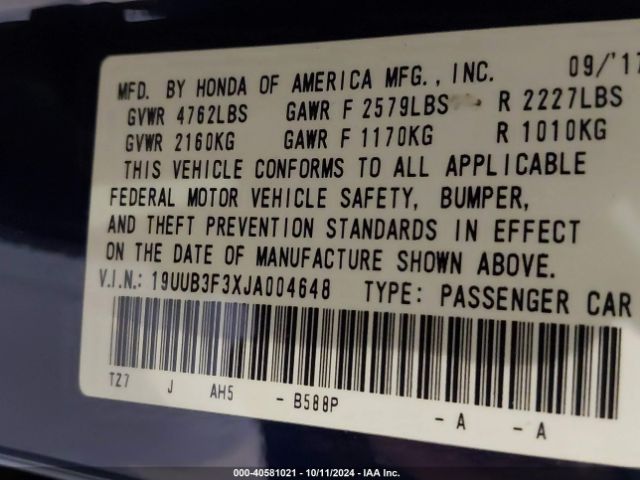 MFD. BY HONDA OF AMERICA MFG., INC. 09/'17
GVWR 4762LBS GAWR F 2579LBS R 2227LBS
GVWR 2160KG GAWR F 1170KG R 1010KG
THIS VEHICLE CONFORMS TO ALL APPLICABLE
FEDERAL MOTOR VEHICLE SAFETY, BUMPER,
AND THEFT PREVENTION STANDARDS IN EFFECT
ON THE DATE OF MANUFACTURE SHOWN ABOVE.
V.I.N.: 19UUB3F3XJA004648 TYPE: PASSENGER CAR
TZ7 J AH5 - B588P - A - A
000-40581021 - 10/11/2024 - IAA Inc.